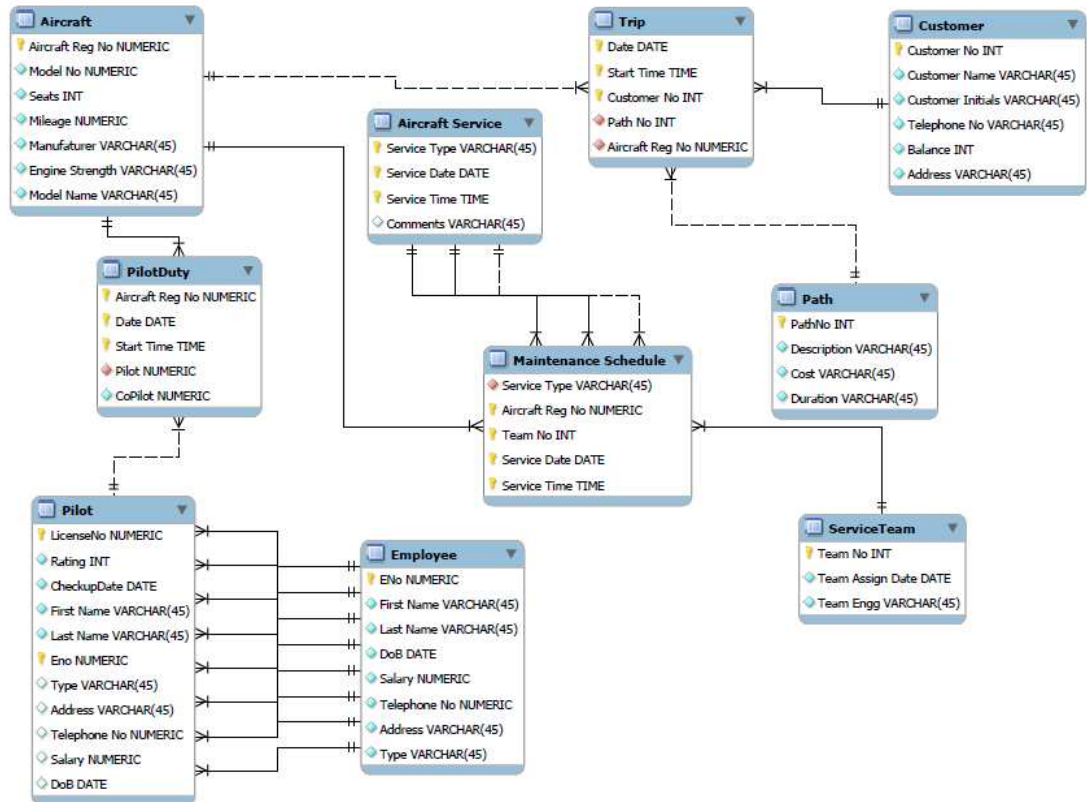 Aircraft
Aircraft Reg No NUMERIC
Model No NUMERIC
Seats INT
Mileage NUMERIC
Manufaturer VARCHAR(45)
Engine Strength VARCHAR(45)
Model Name VARCHAR(45)
Trip
Date DATE
Start Time TIME
Customer No INT
Path No INT
Aircraft Reg No NUMERIC
Customer
Customer No INT
Customer Name VARCHAR(45)
Customer Initials VARCHAR(45)
Telephone No VARCHAR(45)
Balance INT
Address VARCHAR(45)
Aircraft Service
Service Type VARCHAR(45)
Service Date DATE
Service Time TIME
Comments VARCHAR(45)
PilotDuty
Aircraft Reg No NUMERIC
Date DATE
Start Time TIME
Pilot NUMERIC
CoPilot NUMERIC
Path
PathNo INT
Description VARCHAR(45)
Cost VARCHAR(45)
Duration VARCHAR(45)
Maintenance Schedule
Service Type VARCHAR(45)
Aircraft Reg No NUMERIC
Team No INT
Service Date DATE
Service Time TIME
Pilot
LicenseNo NUMERIC
Rating INT
CheckupDate DATE
First Name VARCHAR(45)
Last Name VARCHAR(45)
Eno NUMERIC
Type VARCHAR(45)
Address VARCHAR(45)
Telephone No NUMERIC
Salary NUMERIC
DoB DATE
Employee
ENo NUMERIC
First Name VARCHAR(45)
Last Name VARCHAR(45)
DoB DATE
Salary NUMERIC
Telephone No NUMERIC
Address VARCHAR(45)
Type VARCHAR(45)
ServiceTeam
Team No INT
Team Assign Date DATE
Team Engg VARCHAR(45)